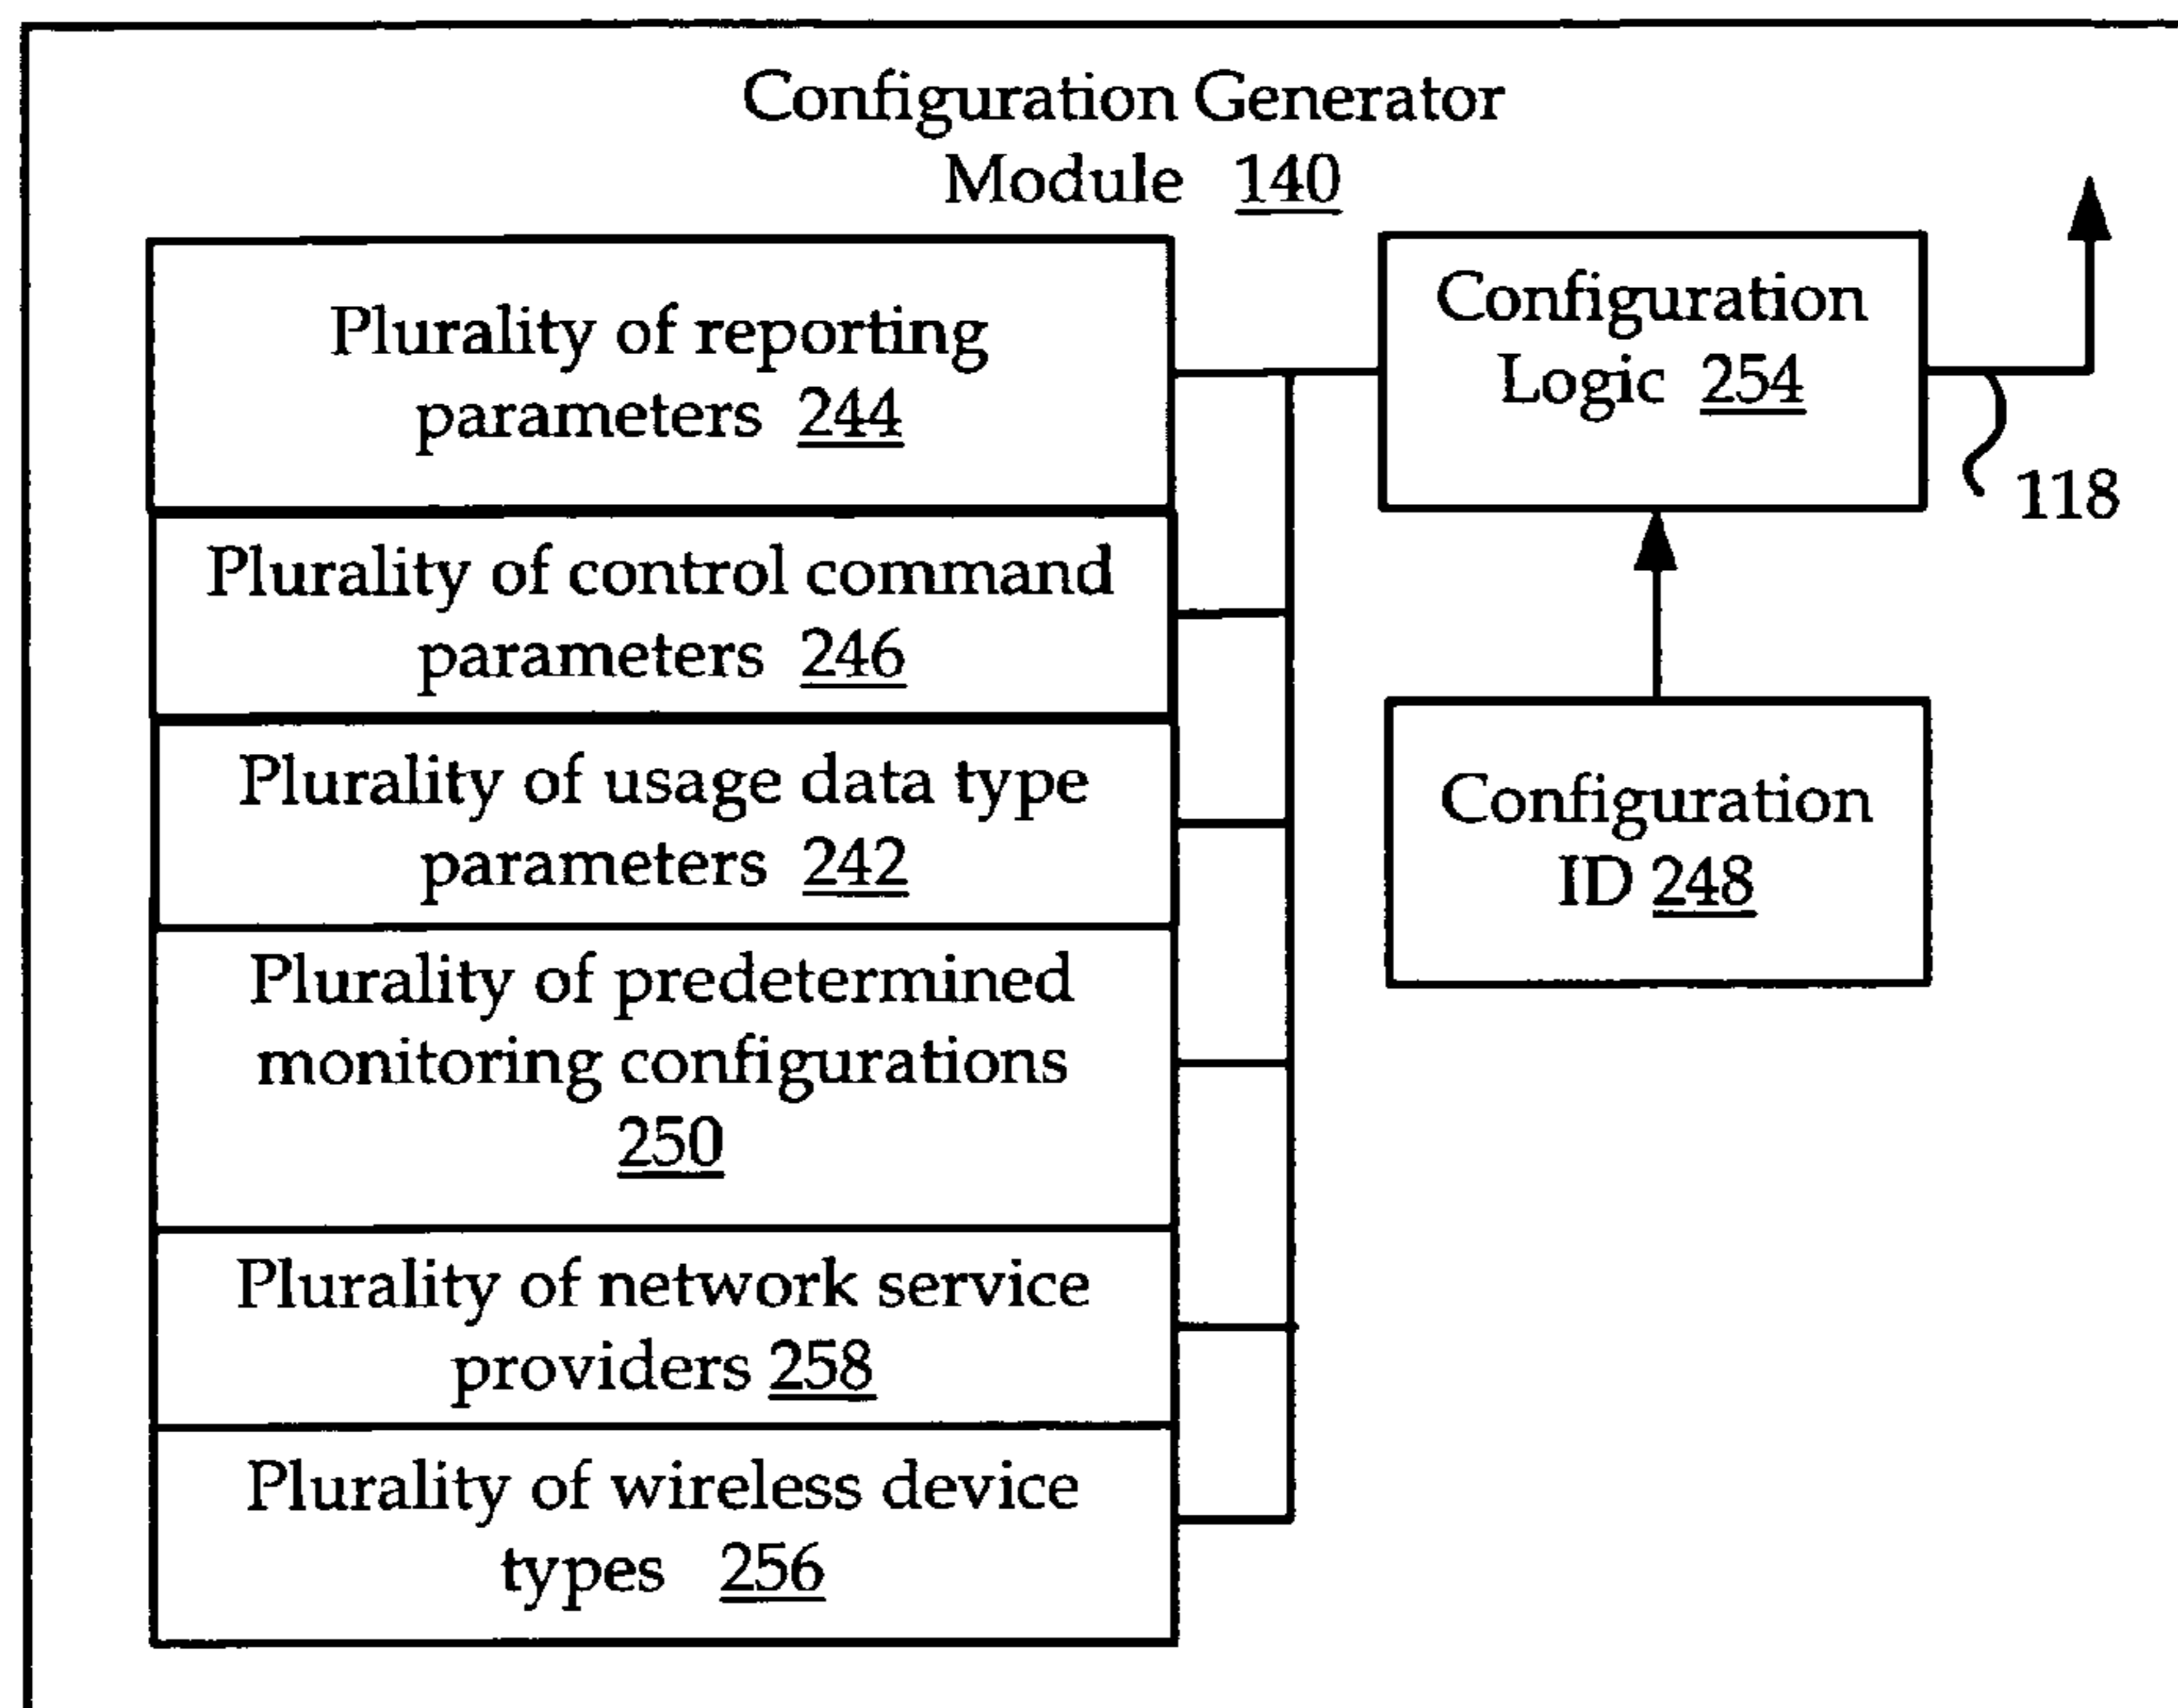 Configuration Generator
Module 140
Plurality of reporting
parameters 244
Plurality of control command
parameters 246
Plurality of usage data type
parameters 242
Plurality of predetermined
monitoring configurations
250
Plurality of network service
providers 258
Plurality of wireless device
types 256
Configuration
Logic 254
118
Configuration
ID 248